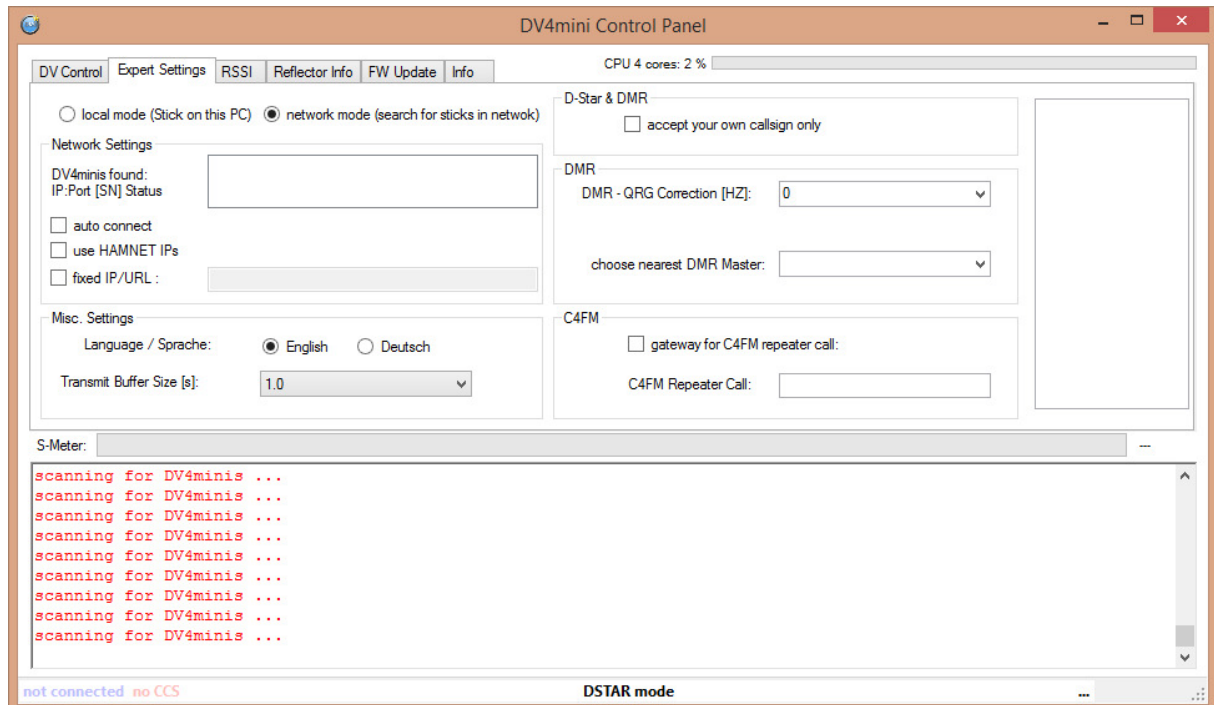 DV4mini Control Panel
DV Control Expert Settings RSSI Reflector Info FW Update Info
CPU 4 cores: 2 %
local mode (Stick on this PC) network mode (search for sticks in netwok)
Network Settings
DV4minis found:
IP:Port [SN] Status
auto connect
use HAMNET IPs
fixed IP/URL :
Misc. Settings
Language / Sprache: English Deutsch
Transmit Buffer Size [s]: 1.0
D-Star & DMR
accept your own callsign only
DMR
DMR - QRG Correction [HZ]: 0
choose nearest DMR Master:
C4FM
gateway for C4FM repeater call:
C4FM Repeater Call:
S-Meter: ---
scanning for DV4minis ...
scanning for DV4minis ...
scanning for DV4minis ...
scanning for DV4minis ...
scanning for DV4minis ...
scanning for DV4minis ...
scanning for DV4minis ...
scanning for DV4minis ...
scanning for DV4minis ...
not connected no CCS DSTAR mode ...